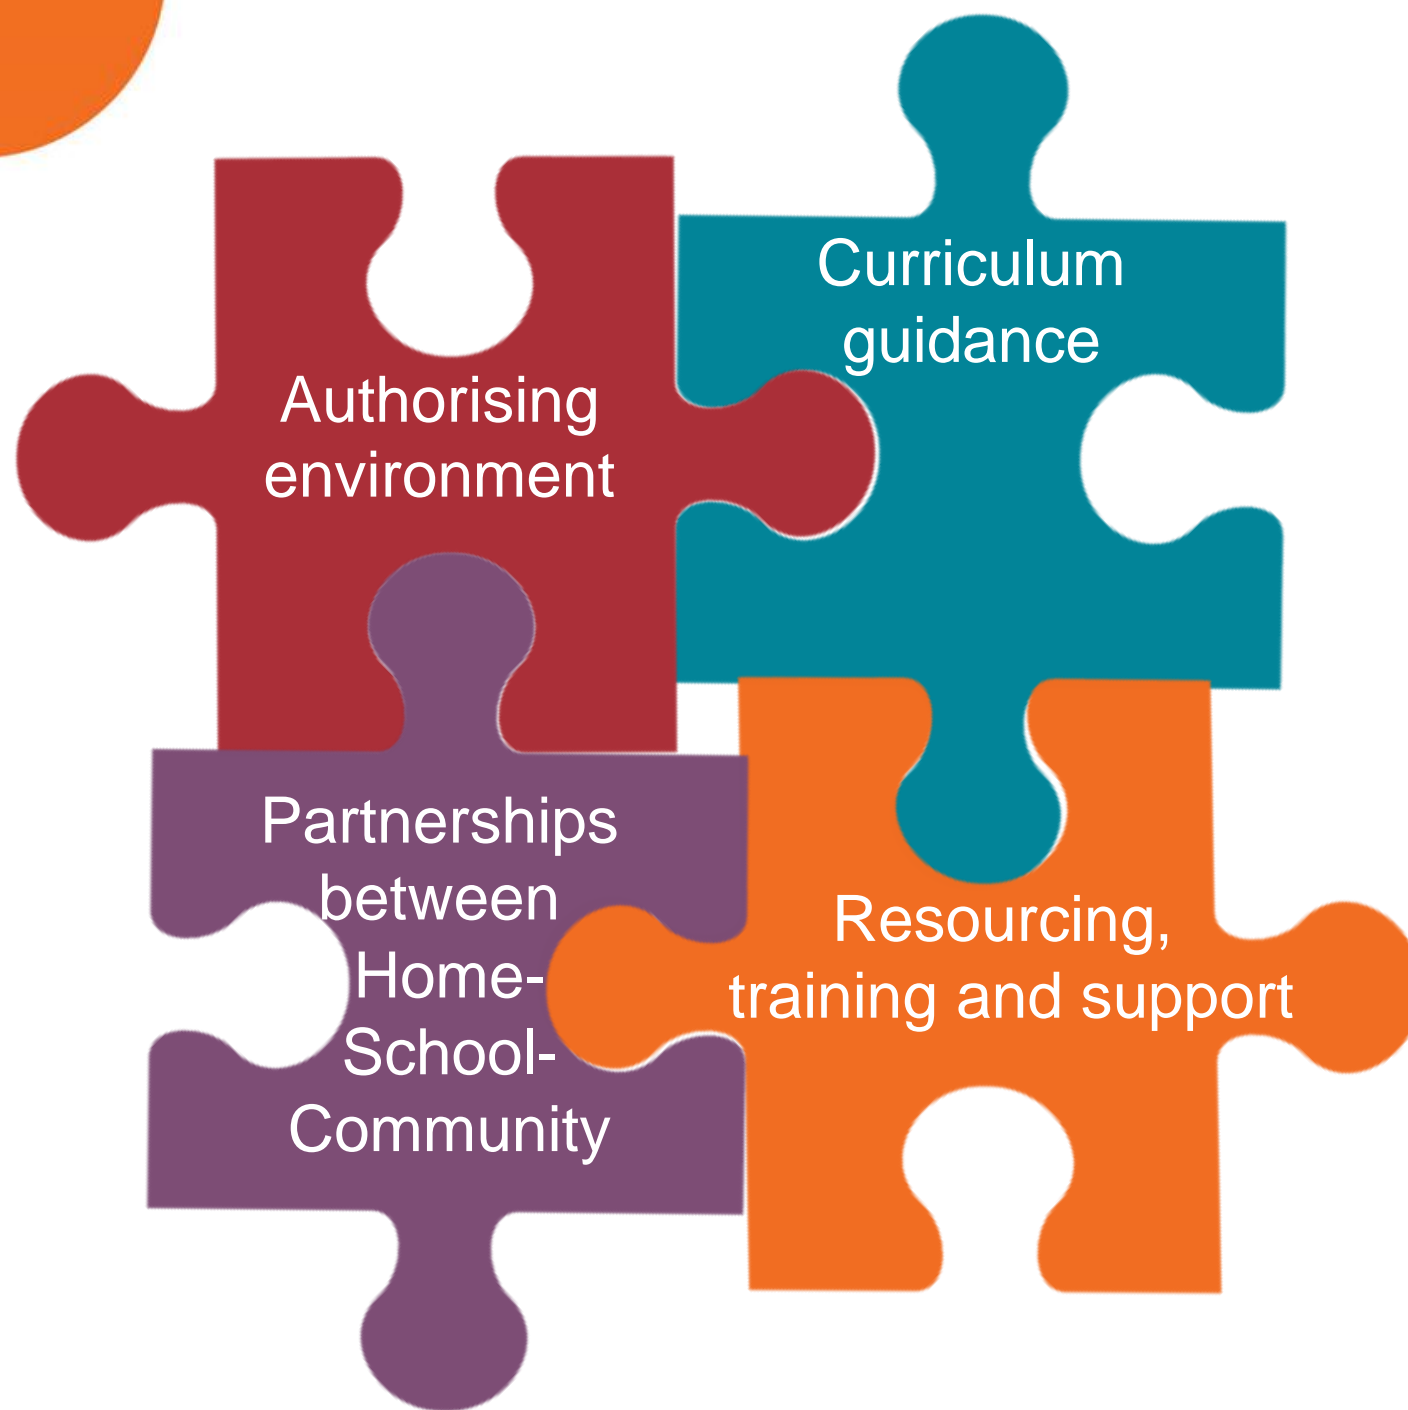 Authorising
environment
Curriculum
guidance
Partnerships
between
Home-
School-
Community
Resourcing,
training and support